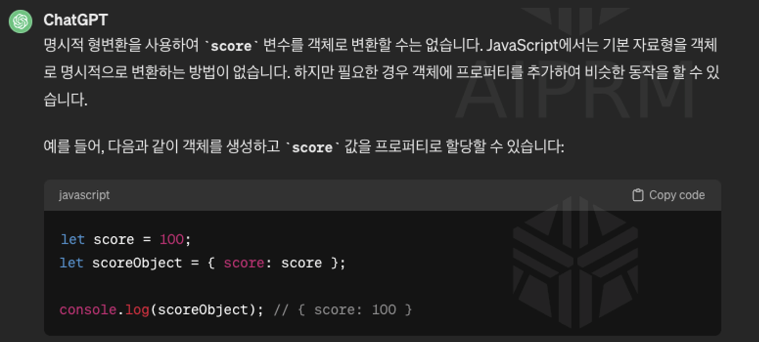 ChatGPT
명시적 형변환을 사용하여 `score` 변수를 객체로 변환할 수는 없습니다. JavaScript에서는 기본 자료형을 객체
로 명시적으로 변환하는 방법이 없습니다. 하지만 필요한 경우 객체에 프로퍼티를 추가하여 비슷한 동작을 할 수 있
습니다.
예를 들어, 다음과 같이 객체를 생성하고 `score` 값을 프로퍼티로 할당할 수 있습니다:
javascript
Copy code
let score = 100;
let scoreObject = { score: score };
console.log(scoreObject); // { score: 100 }
AIPRM